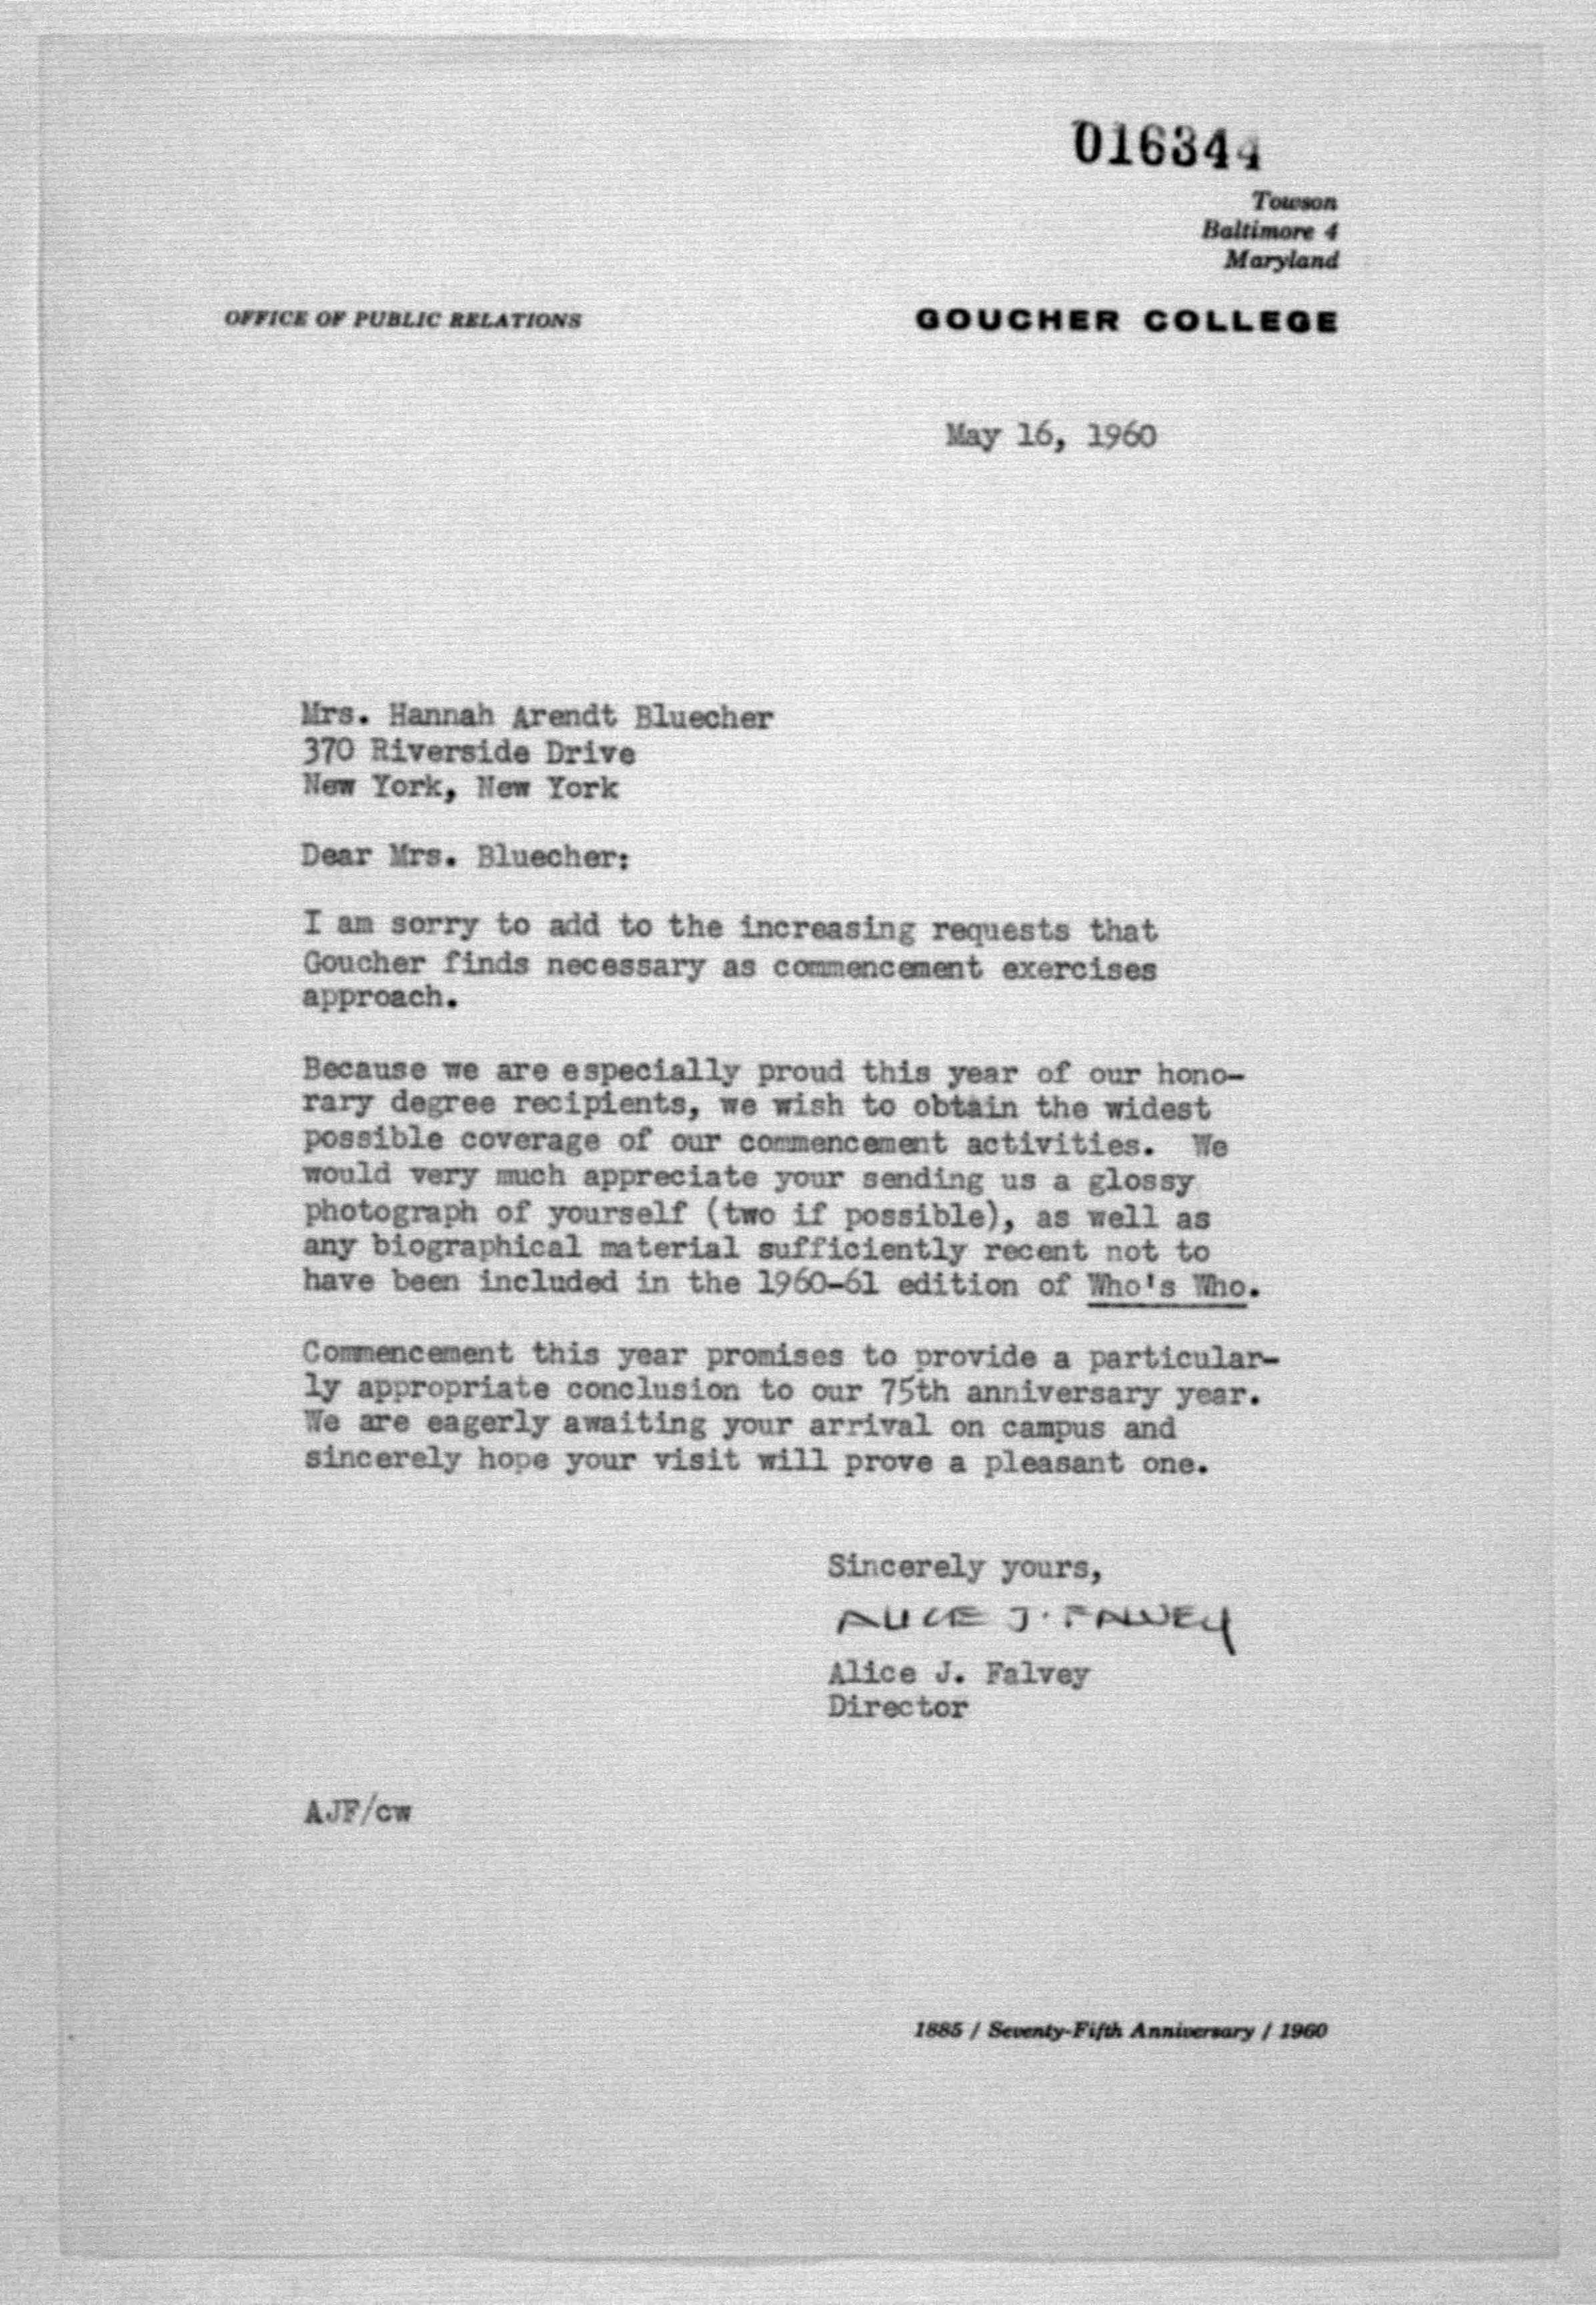 016344
Towson
Baltimore 4
Maryland
OFFICE OF PUBLIC RELATIONS GOUCHER COLLEGE
May 16, 1960
Mrs. Hannah Arendt Bluecher
370 Riverside Drive
New York, New York
Dear Mrs. Bluecher:
I am sorry to add to the increasing requests that
Goucher finds necessary as commencement exercises
approach.
Because we are especially proud this year of our hono-
rary degree recipients, we wish to obtain the widest
possible coverage of our commencement activities. We
would very much appreciate your sending us a glossy
photograph of yourself (two if possible), as well as
any biographical material sufficiently recent not to
have been included in the 1960-61 edition of Who's Who.
Commencement this year promises to provide a particular-
ly appropriate conclusion to our 75th anniversary year.
We are eagerly awaiting your arrival on campus and
sincerely hope your visit will prove a pleasant one.
Sincerely yours,
ALICE J. FALVEY
Alice J. Falvey
Director
AJF/cw
1885 / Seventy-Fifth Anniversary / 1960